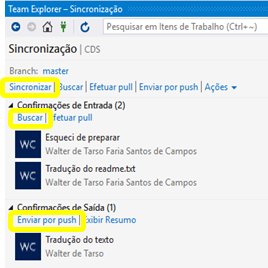 Team Explorer – Sincronização
Pesquisar em Itens de Trabalho (Ctrl+
Sincronização | CDS
Branch: master
Sincronizar | Buscar | Efetuar pull | Enviar por push | Ações
Confirmações de Entrada (2)
Buscar | Efetuar pull
WC
Esqueci de preparar
Walter de Tarso Faria Santos de Campos
WC
Tradução do readme.txt
Walter de Tarso Faria Santos de Campos
Confirmações de Saída (1)
Enviar por push | Exibir Resumo
WC
Tradução do texto
Walter de Tarso